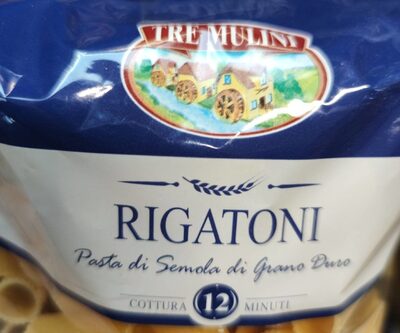 TRE MULINI
RIGATONI
Pasta di Semola di Grano Duro
COTTURA 12 MINUTI